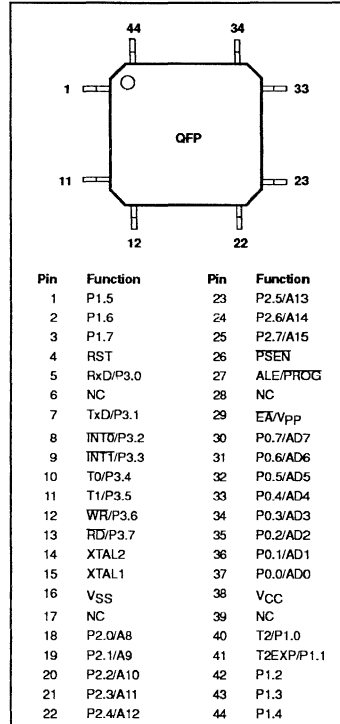 44 34
1 33
QFP
11 23
12 22
Pin Function Pin Function
1 P1.5 23 P2.5/A13
2 P1.6 24 P2.6/A14
3 P1.7 25 P2.7/A15
4 RST 26 P̅S̅E̅N̅
5 RxD/P3.0 27 ALE/P̅R̅O̅G̅
6 NC 28 NC
7 TxD/P3.1 29 E̅A̅/VPP
8 I̅N̅T̅0̅/P3.2 30 P0.7/AD7
9 I̅N̅T̅1̅/P3.3 31 P0.6/AD6
10 T0/P3.4 32 P0.5/AD5
11 T1/P3.5 33 P0.4/AD4
12 W̅R̅/P3.6 34 P0.3/AD3
13 R̅D̅/P3.7 35 P0.2/AD2
14 XTAL2 36 P0.1/AD1
15 XTAL1 37 P0.0/AD0
16 VSS 38 VCC
17 NC 39 NC
18 P2.0/A8 40 T2/P1.0
19 P2.1/A9 41 T2EXP/P1.1
20 P2.2/A10 42 P1.2
21 P2.3/A11 43 P1.3
22 P2.4/A12 44 P1.4